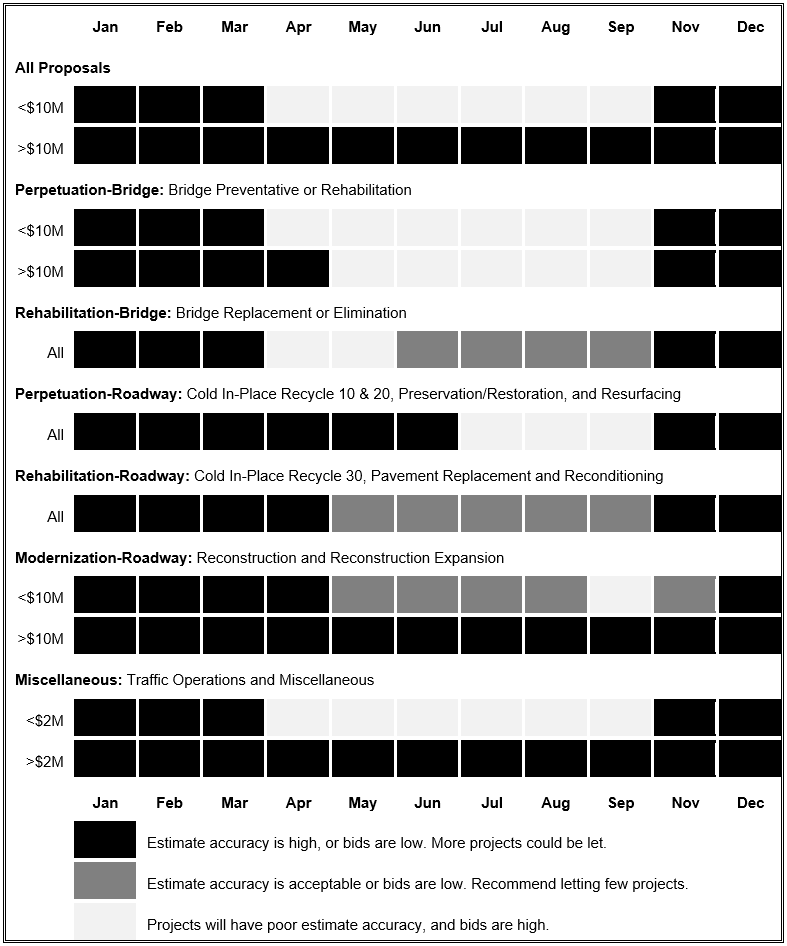 Jan Feb Mar Apr May Jun Jul Aug Sep Nov Dec
All Proposals
<$10M
>$10M
Perpetuation-Bridge: Bridge Preventative or Rehabilitation
<$10M
>$10M
Rehabilitation-Bridge: Bridge Replacement or Elimination
All
Perpetuation-Roadway: Cold In-Place Recycle 10 & 20, Preservation/Restoration, and Resurfacing
All
Rehabilitation-Roadway: Cold In-Place Recycle 30, Pavement Replacement and Reconditioning
All
Modernization-Roadway: Reconstruction and Reconstruction Expansion
<$10M
>$10M
Miscellaneous: Traffic Operations and Miscellaneous
<$2M
>$2M
Jan Feb Mar Apr May Jun Jul Aug Sep Nov Dec
Estimate accuracy is high, or bids are low. More projects could be let.
Estimate accuracy is acceptable or bids are low. Recommend letting few projects.
Projects will have poor estimate accuracy, and bids are high.